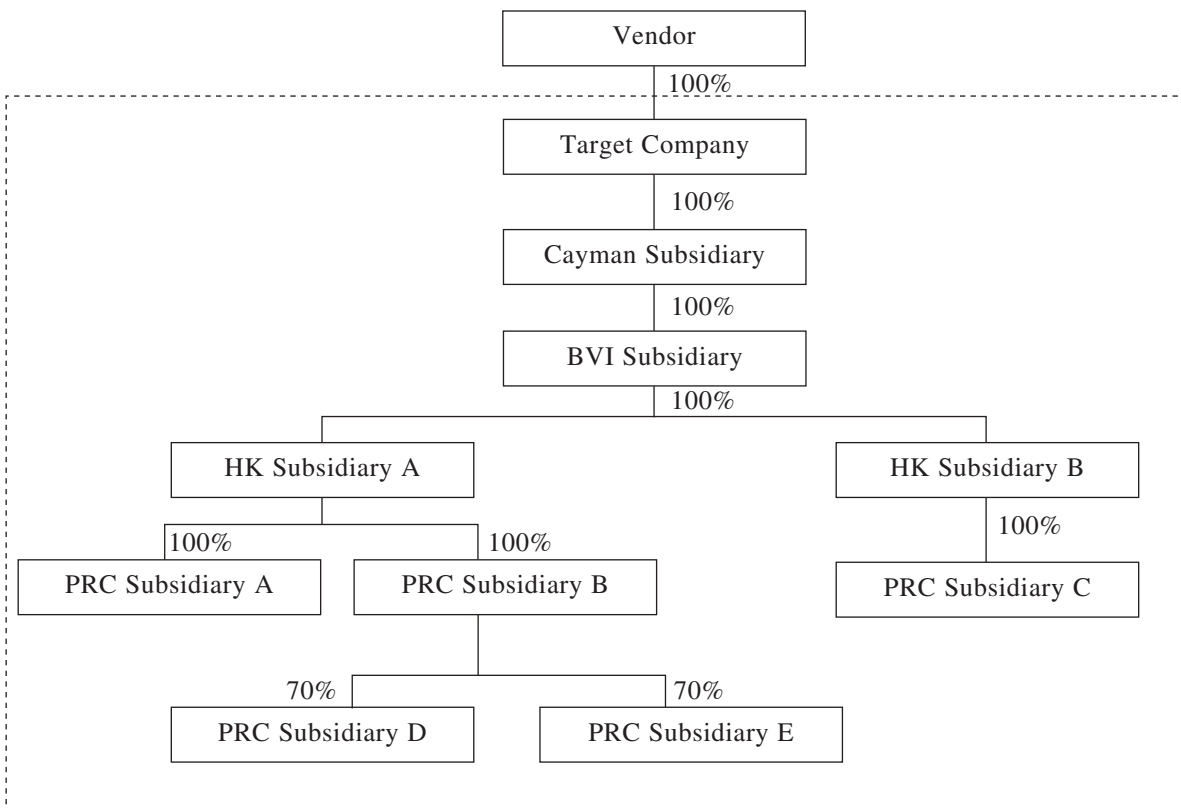 Vendor
100%
Target Company
100%
Cayman Subsidiary
100%
BVI Subsidiary
100%
HK Subsidiary A
HK Subsidiary B
100%
100%
100%
PRC Subsidiary A
PRC Subsidiary B
PRC Subsidiary C
70%
70%
PRC Subsidiary D
PRC Subsidiary E